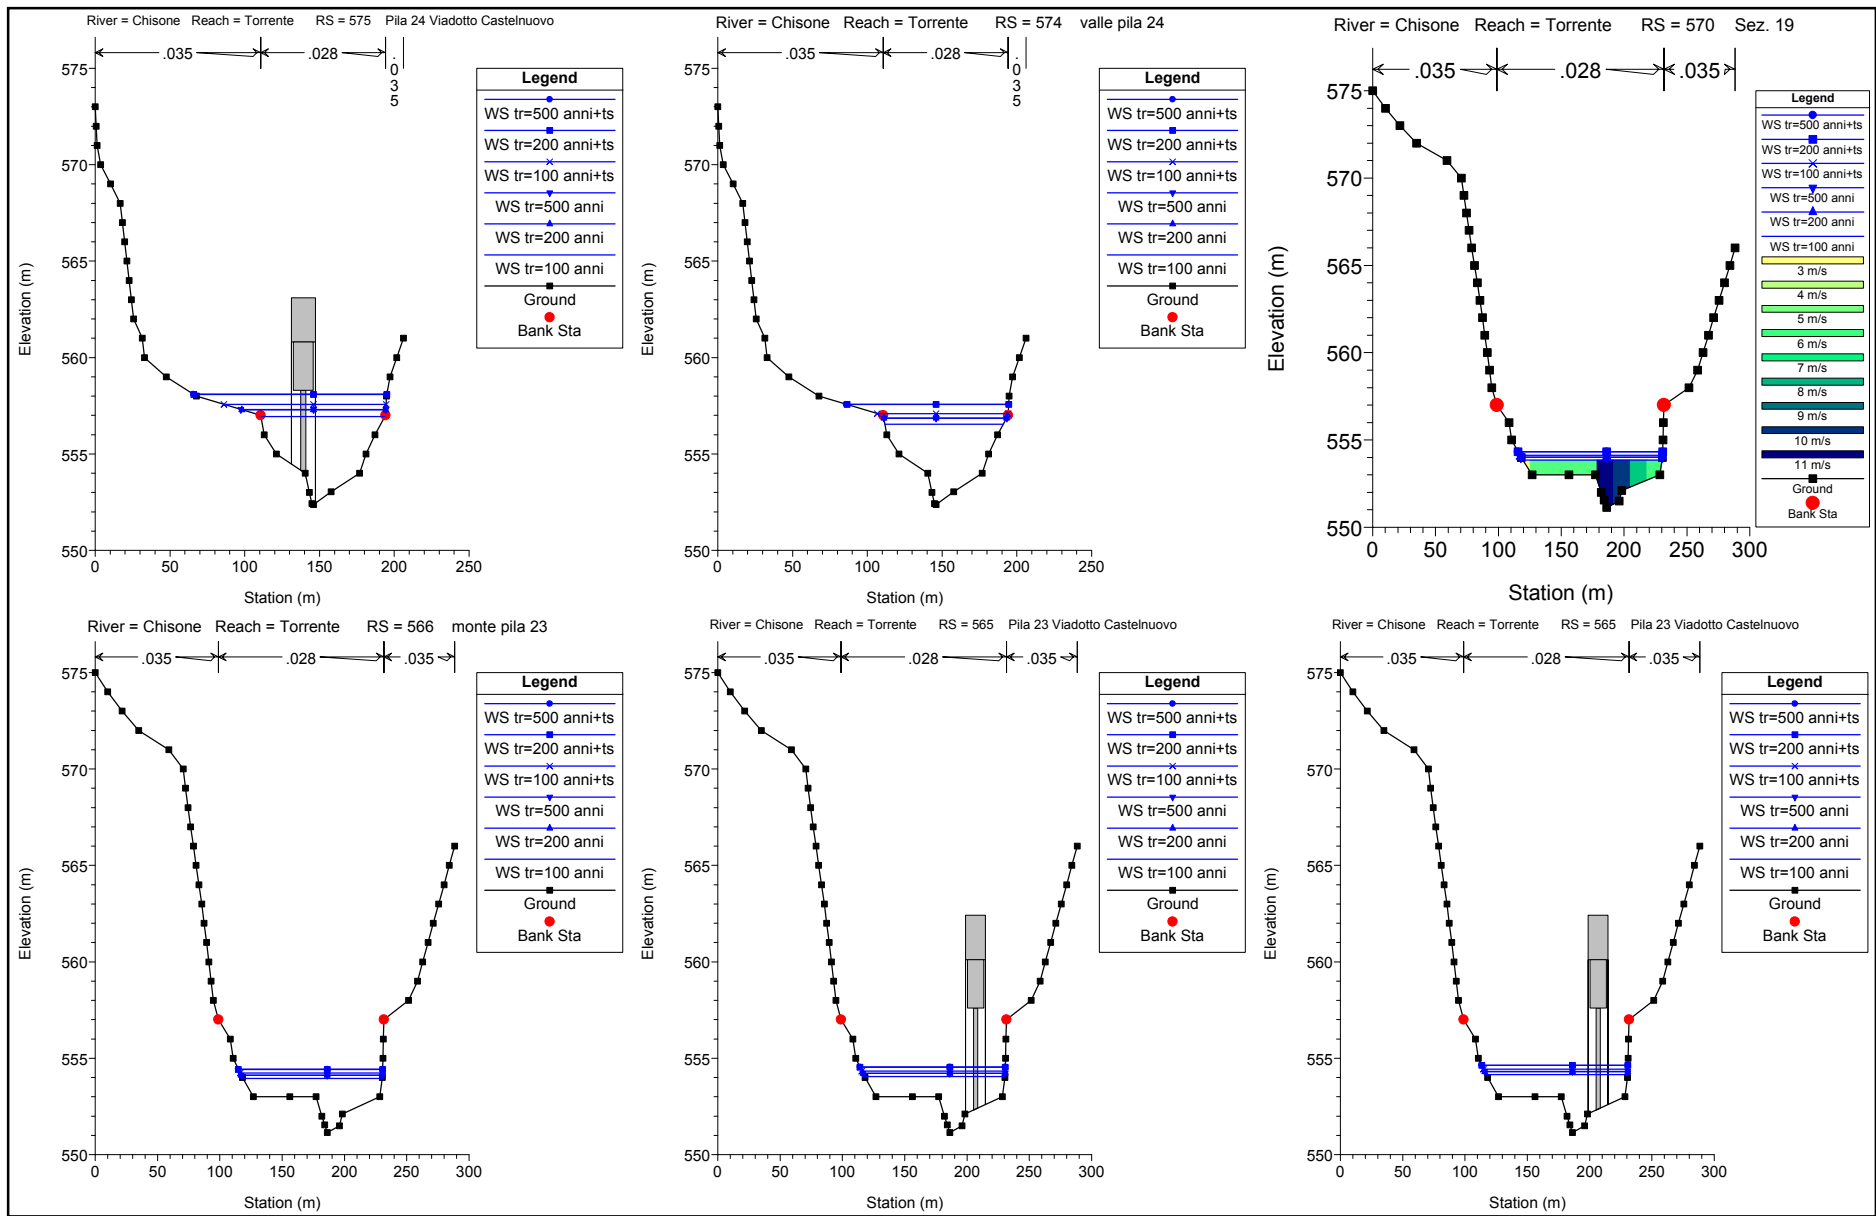 River = Chisone Reach = Torrente RS = 575 Pila 24 Viadotto Castelnuovo
.035 .028 .035
Elevation (m)
575
570
565
560
555
550
0 50 100 150 200 250
Station (m)
Legend
WS tr=500 anni+ts
WS tr=200 anni+ts
WS tr=100 anni+ts
WS tr=500 anni
WS tr=200 anni
WS tr=100 anni
Ground
Bank Sta
River = Chisone Reach = Torrente RS = 574 valle pila 24
.035 .028 .035
Elevation (m)
575
570
565
560
555
550
0 50 100 150 200 250
Station (m)
Legend
WS tr=500 anni+ts
WS tr=200 anni+ts
WS tr=100 anni+ts
WS tr=500 anni
WS tr=200 anni
WS tr=100 anni
Ground
Bank Sta
River = Chisone Reach = Torrente RS = 570 Sez. 19
.035 .028 .035
Elevation (m)
575
570
565
560
555
550
0 50 100 150 200 250 300
Station (m)
Legend
WS tr=500 anni+ts
WS tr=200 anni+ts
WS tr=100 anni+ts
WS tr=500 anni
WS tr=200 anni
WS tr=100 anni
3 m/s
4 m/s
5 m/s
6 m/s
7 m/s
8 m/s
9 m/s
10 m/s
11 m/s
Ground
Bank Sta
River = Chisone Reach = Torrente RS = 566 monte pila 23
.035 .028 .035
Elevation (m)
575
570
565
560
555
550
0 50 100 150 200 250 300
Station (m)
Legend
WS tr=500 anni+ts
WS tr=200 anni+ts
WS tr=100 anni+ts
WS tr=500 anni
WS tr=200 anni
WS tr=100 anni
Ground
Bank Sta
River = Chisone Reach = Torrente RS = 565 Pila 23 Viadotto Castelnuovo
.035 .028 .035
Elevation (m)
575
570
565
560
555
550
0 50 100 150 200 250 300
Station (m)
Legend
WS tr=500 anni+ts
WS tr=200 anni+ts
WS tr=100 anni+ts
WS tr=500 anni
WS tr=200 anni
WS tr=100 anni
Ground
Bank Sta
River = Chisone Reach = Torrente RS = 565 Pila 23 Viadotto Castelnuovo
.035 .028 .035
Elevation (m)
575
570
565
560
555
550
0 50 100 150 200 250 300
Station (m)
Legend
WS tr=500 anni+ts
WS tr=200 anni+ts
WS tr=100 anni+ts
WS tr=500 anni
WS tr=200 anni
WS tr=100 anni
Ground
Bank Sta